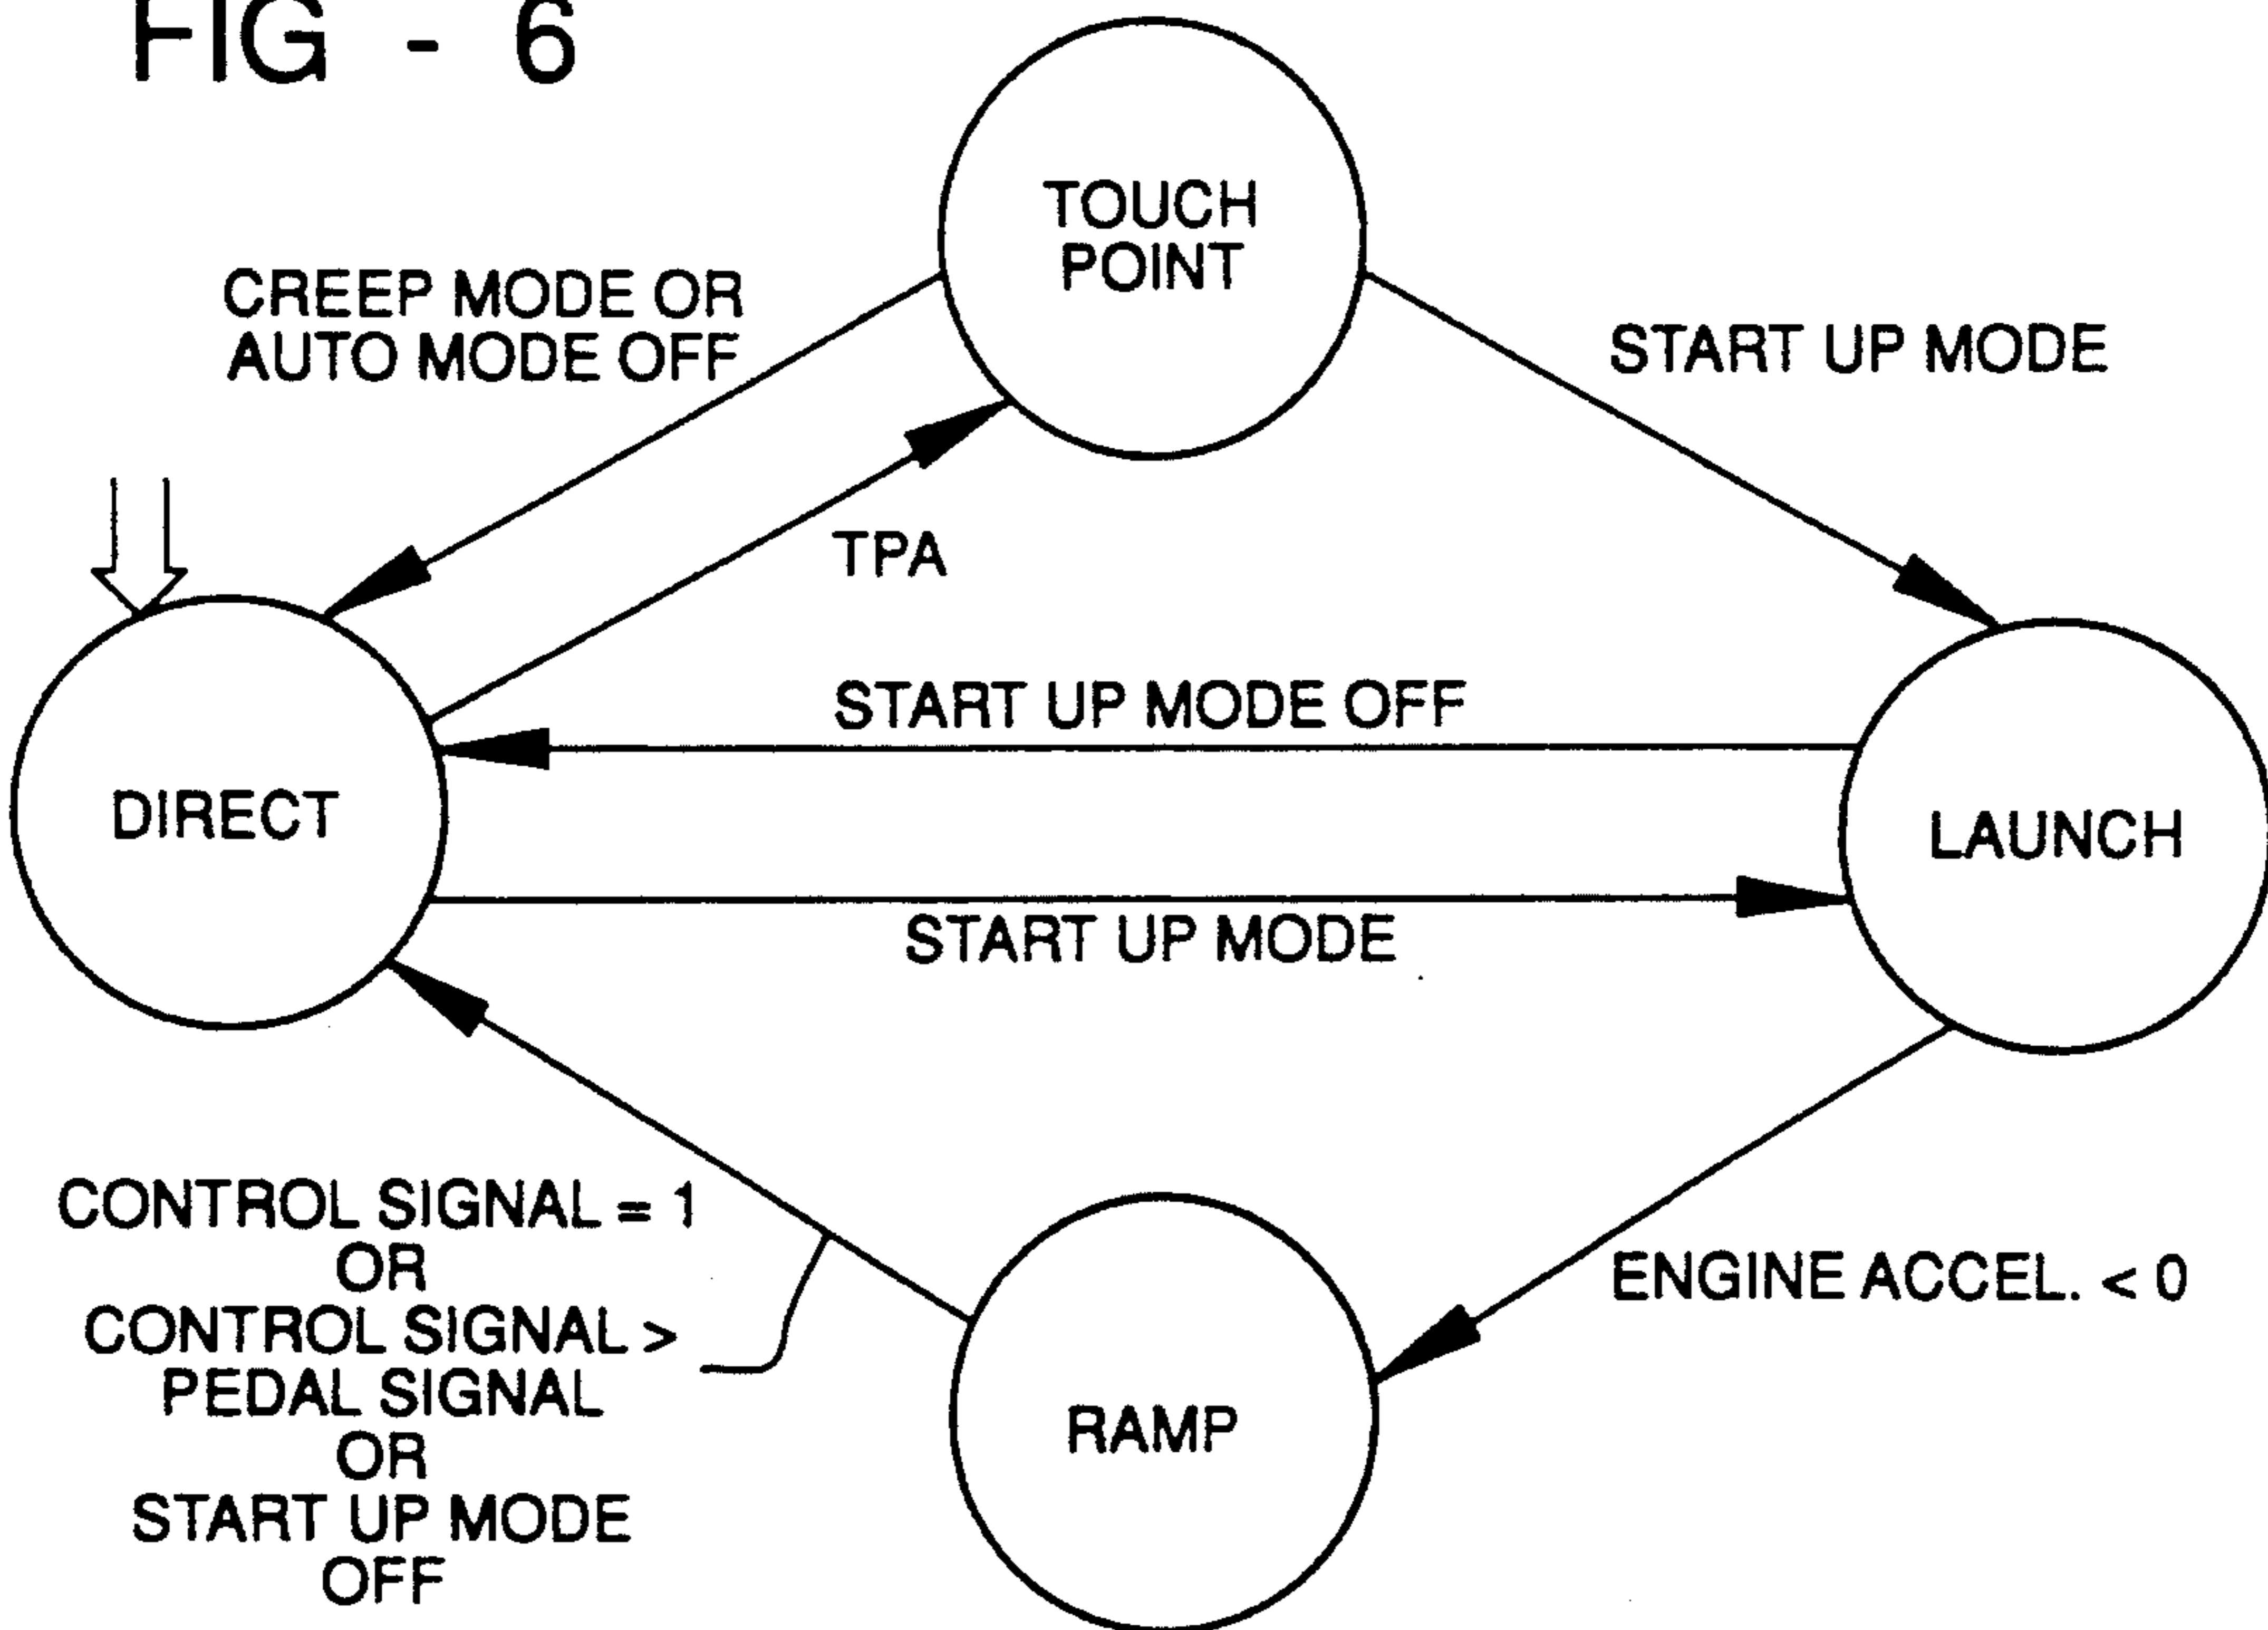 FIG - 6
TOUCH
POINT
CREEP MODE OR
AUTO MODE OFF
START UP MODE
TPA
START UP MODE OFF
DIRECT
LAUNCH
START UP MODE
CONTROL SIGNAL = 1
OR
CONTROL SIGNAL >
PEDAL SIGNAL
OR
START UP MODE
OFF
ENGINE ACCEL. < 0
RAMP